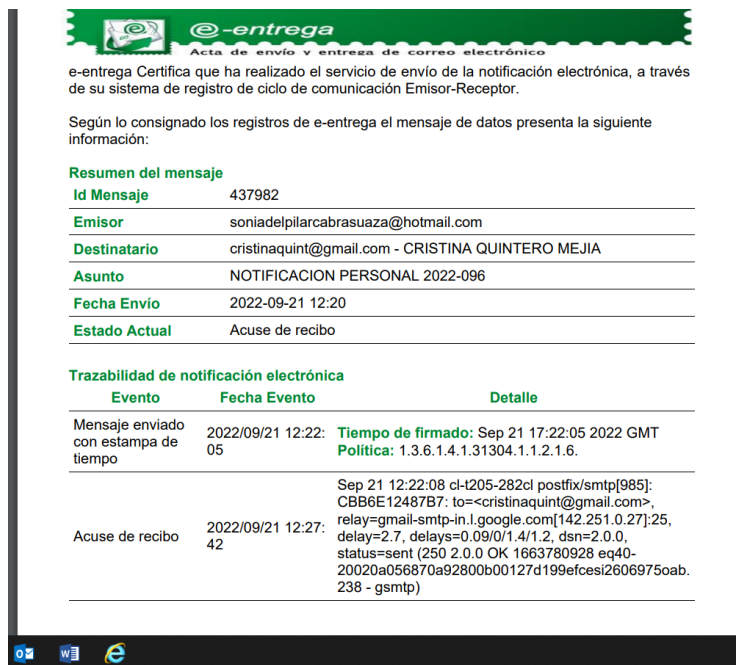 @-entrega
Acta de envío y entrega de correo electrónico
e-entrega Certifica que ha realizado el servicio de envío de la notificación electrónica, a través
de su sistema de registro de ciclo de comunicación Emisor-Receptor.
Según lo consignado los registros de e-entrega el mensaje de datos presenta la siguiente
información:
Resumen del mensaje
Id Mensaje 437982
Emisor soniadelpilarcabrasuaza@hotmail.com
Destinatario cristinaquint@gmail.com - CRISTINA QUINTERO MEJIA
Asunto NOTIFICACION PERSONAL 2022-096
Fecha Envío 2022-09-21 12:20
Estado Actual Acuse de recibo
Trazabilidad de notificación electrónica
Evento Fecha Evento Detalle
Mensaje enviado
con estampa de
tiempo
2022/09/21 12:22:
05
Tiempo de firmado: Sep 21 17:22:05 2022 GMT
Política: 1.3.6.1.4.1.31304.1.1.2.1.6.
Acuse de recibo
2022/09/21 12:27:
42
Sep 21 12:22:08 cl-t205-282cl postfix/smtp[985]:
CBB6E12487B7: to=<cristinaquint@gmail.com>,
relay=gmail-smtp-in.l.google.com[142.251.0.27]:25,
delay=2.7, delays=0.09/0/1.4/1.2, dsn=2.0.0,
status=sent (250 2.0.0 OK 1663780928 eq40-
20020a056870a92800b00127d199efcesi2606975oab.
238 - gsmtp)